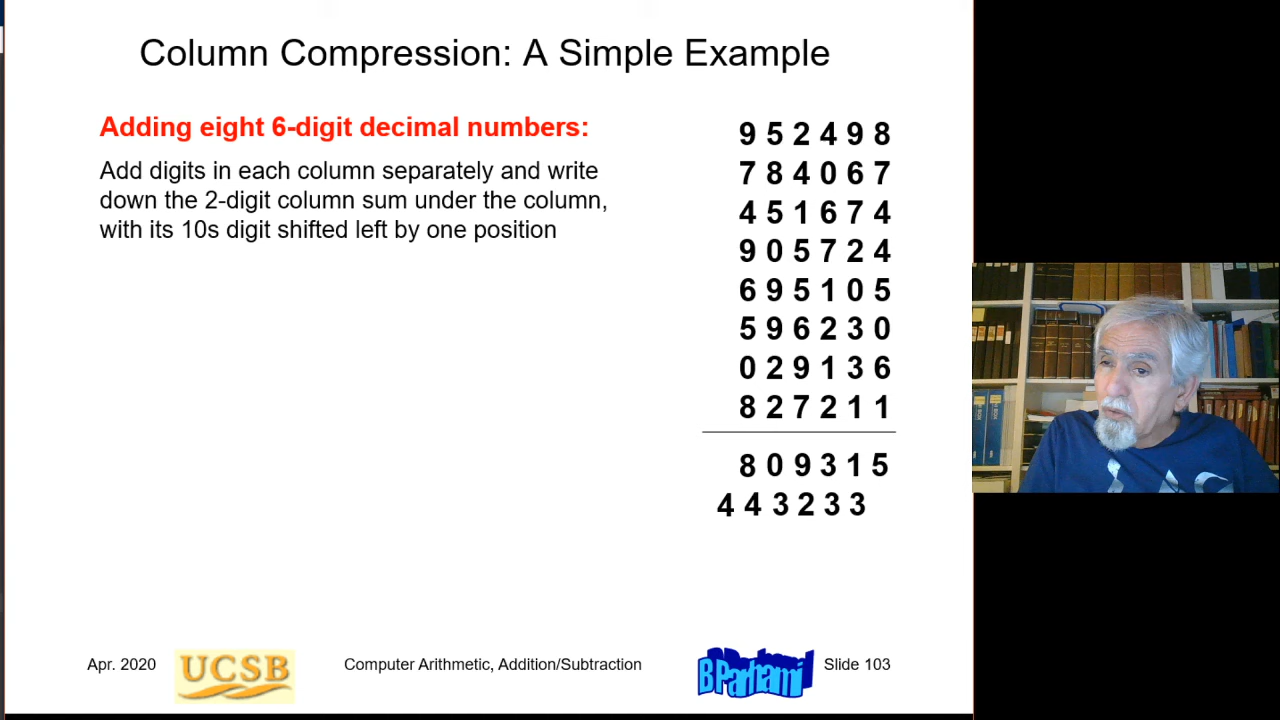 Column Compression: A Simple Example
Adding eight 6-digit decimal numbers:
Add digits in each column separately and write
down the 2-digit column sum under the column,
with its 10s digit shifted left by one position
9 5 2 4 9 8
7 8 4 0 6 7
4 5 1 6 7 4
9 0 5 7 2 4
6 9 5 1 0 5
5 9 6 2 3 0
0 2 9 1 3 6
8 2 7 2 1 1
8 0 9 3 1 5
4 4 3 2 3 3
Apr. 2020
UCSB
Computer Arithmetic, Addition/Subtraction
B Parhami
Slide 103